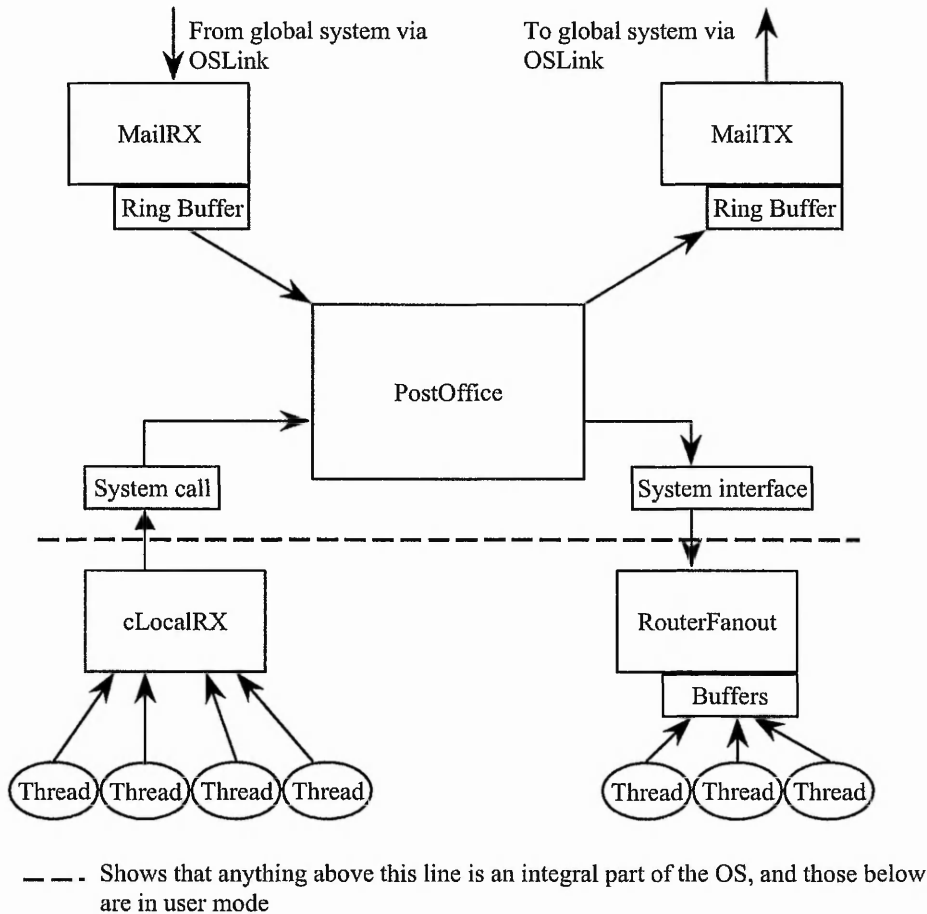 From global system via
OSLink
To global system via
OSLink
MailRX
MailTX
Ring Buffer
Ring Buffer
PostOffice
System call
System interface
cLocalRX
RouterFanout
Buffers
Thread Thread Thread Thread
Thread Thread Thread
Shows that anything above this line is an integral part of the OS, and those below
are in user mode